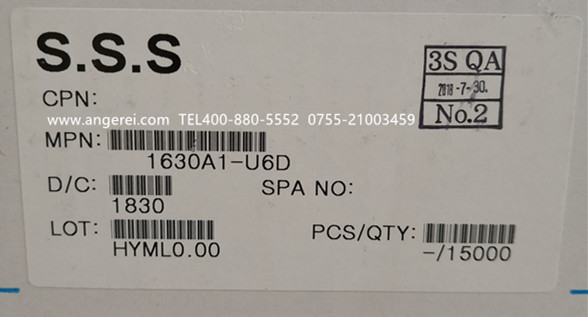 S.S.S
3S QA
2018-7-30.
No.2
CPN:
www.angerei.com TEL400-880-5552 0755-21003459
MPN:
1630A1-U6D
D/C:
SPA NO:
1830
LOT:
PCS/QTY:
HYML0.00
-/15000